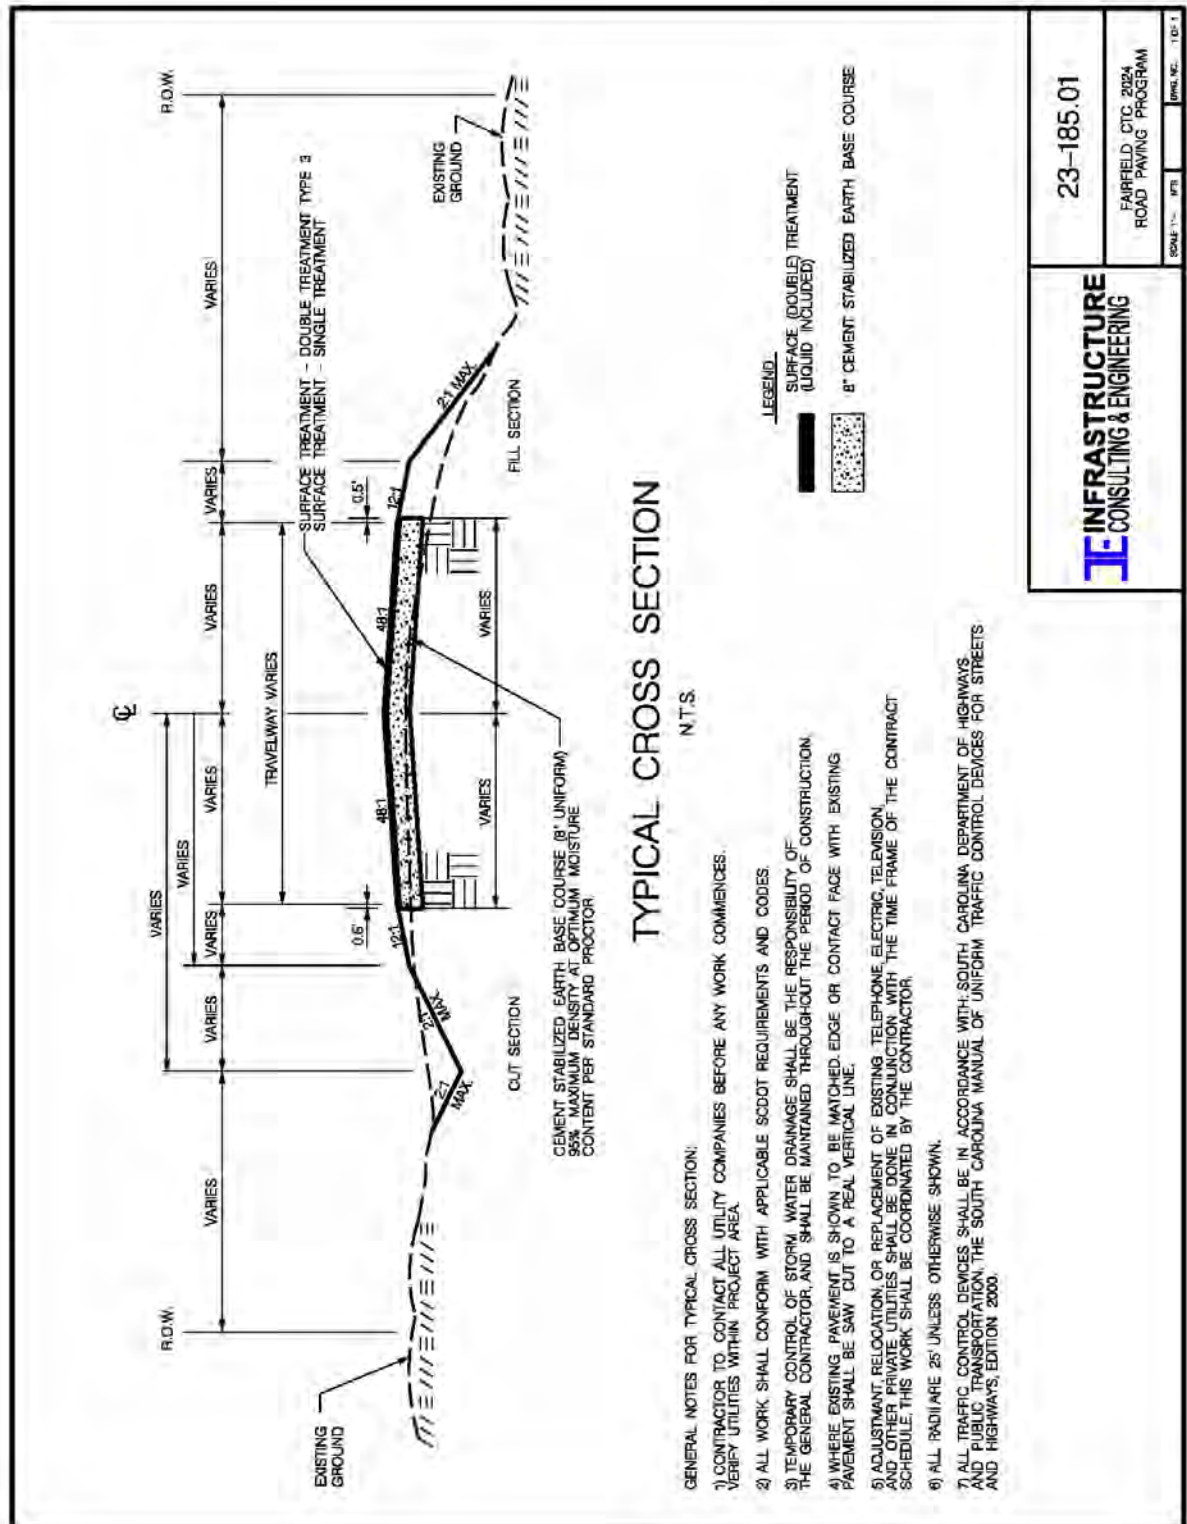 R.O.W.
℄
R.O.W.
VARIES
VARIES
VARIES
VARIES
VARIES
VARIES
VARIES
VARIES
VARIES
VARIES
TRAVELWAY VARIES
SURFACE TREATMENT - DOUBLE TREATMENT TYPE 3
SURFACE TREATMENT - SINGLE TREATMENT
EXISTING
GROUND
EXISTING
GROUND
0.5'
12:1
48:1
48:1
12:1
2:1
MAX.
2:1
MAX.
2:1 MAX.
VARIES
VARIES
CUT SECTION
FILL SECTION
CEMENT STABILIZED EARTH BASE COURSE (8" UNIFORM)
95% MAXIMUM DENSITY AT OPTIMUM MOISTURE
CONTENT PER STANDARD PROCTOR
TYPICAL CROSS SECTION
N.T.S.
LEGEND
SURFACE (DOUBLE) TREATMENT
(LIQUID INCLUDED)
8" CEMENT STABILIZED EARTH BASE COURSE
GENERAL NOTES FOR TYPICAL CROSS SECTION:
1) CONTRACTOR TO CONTACT ALL UTILITY COMPANIES BEFORE ANY WORK COMMENCES.
VERIFY UTILITIES WITHIN PROJECT AREA.
2) ALL WORK SHALL CONFORM WITH APPLICABLE SCDOT REQUIREMENTS AND CODES.
3) TEMPORARY CONTROL OF STORM WATER DRAINAGE SHALL BE THE RESPONSIBILITY OF
THE GENERAL CONTRACTOR, AND SHALL BE MAINTAINED THROUGHOUT THE PERIOD OF CONSTRUCTION.
4) WHERE EXISTING PAVEMENT IS SHOWN TO BE MATCHED, EDGE OR CONTACT FACE WITH EXISTING
PAVEMENT SHALL BE SAW CUT TO A REAL VERTICAL LINE.
5) ADJUSTMANT, RELOCATION, OR REPLACEMENT OF EXISTING TELEPHONE, ELECTRIC, TELEVISION,
AND OTHER PRIVATE UTILITIES SHALL BE DONE IN CONJUNCTION WITH THE TIME FRAME OF THE CONTRACT
SCHEDULE. THIS WORK SHALL BE COORDINATED BY THE CONTRACTOR.
6) ALL RADII ARE 25' UNLESS OTHERWISE SHOWN.
7) ALL TRAFFIC CONTROL DEVICES SHALL BE IN ACCORDANCE WITH: SOUTH CAROLINA DEPARTMENT OF HIGHWAYS
AND PUBLIC TRANSPORTATION, THE SOUTH CAROLINA MANUAL OF UNIFORM TRAFFIC CONTROL DEVICES FOR STREETS
AND HIGHWAYS, EDITION 2000.
INFRASTRUCTURE
CONSULTING & ENGINEERING
23-185.01
FAIRFIELD CTC 2024
ROAD PAVING PROGRAM
SCALE: 1"= NTS
DWG. NO. 1 OF 1